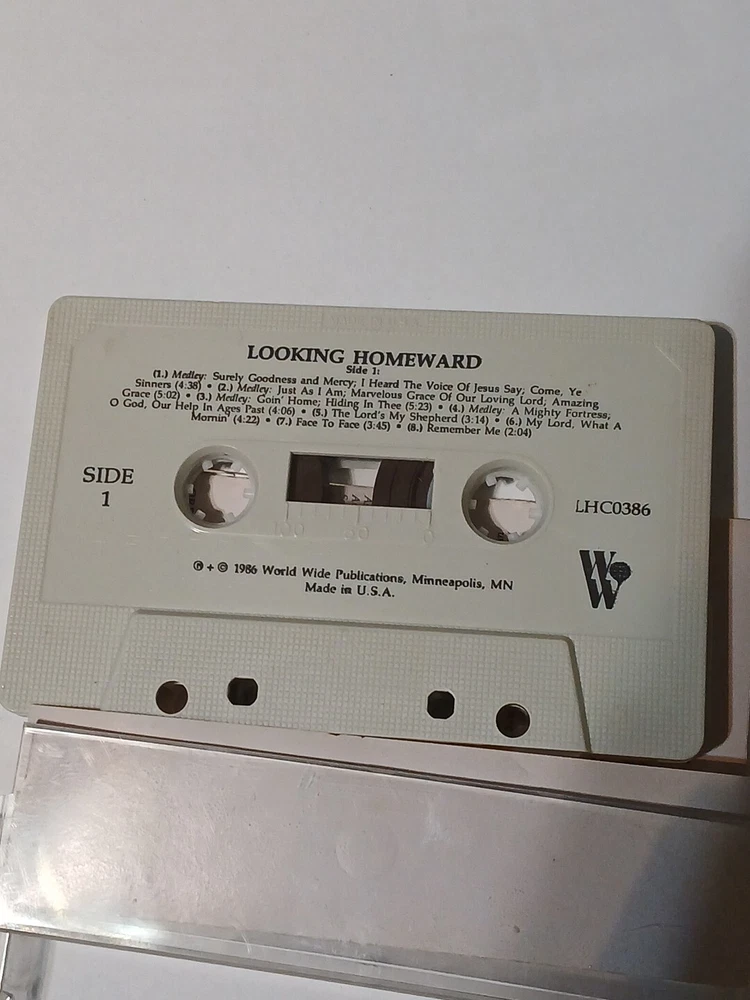 LOOKING HOMEWARD
Side 1:
(1.) Medley: Surely Goodness and Mercy; I Heard The Voice Of Jesus Say; Come, Ye
Sinners (4:38) • (2.) Medley: Just As I Am; Marvelous Grace Of Our Loving Lord; Amazing
Grace (5:02) • (3.) Medley: Goin' Home; Hiding In Thee (5:23) • (4.) Medley: A Mighty Fortress;
O God, Our Help In Ages Past (4:06) • (5.) The Lord's My Shepherd (3:14) • (6.) My Lord, What A
Mornin' (4:22) • (7.) Face To Face (3:45) • (8.) Remember Me (2:04)
SIDE
1
100 50 0
LHC0386
℗ + © 1986 World Wide Publications, Minneapolis, MN
Made in U.S.A.
WW